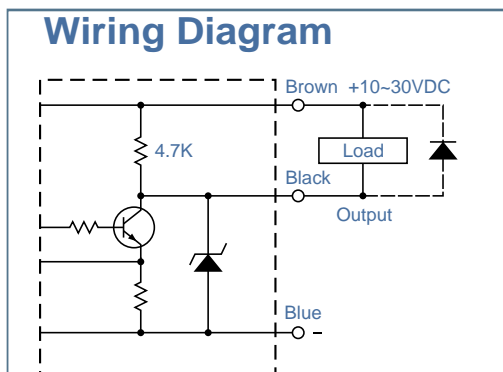 Wiring Diagram
Brown +10~30VDC
4.7K
Load
Black
Output
Blue
–